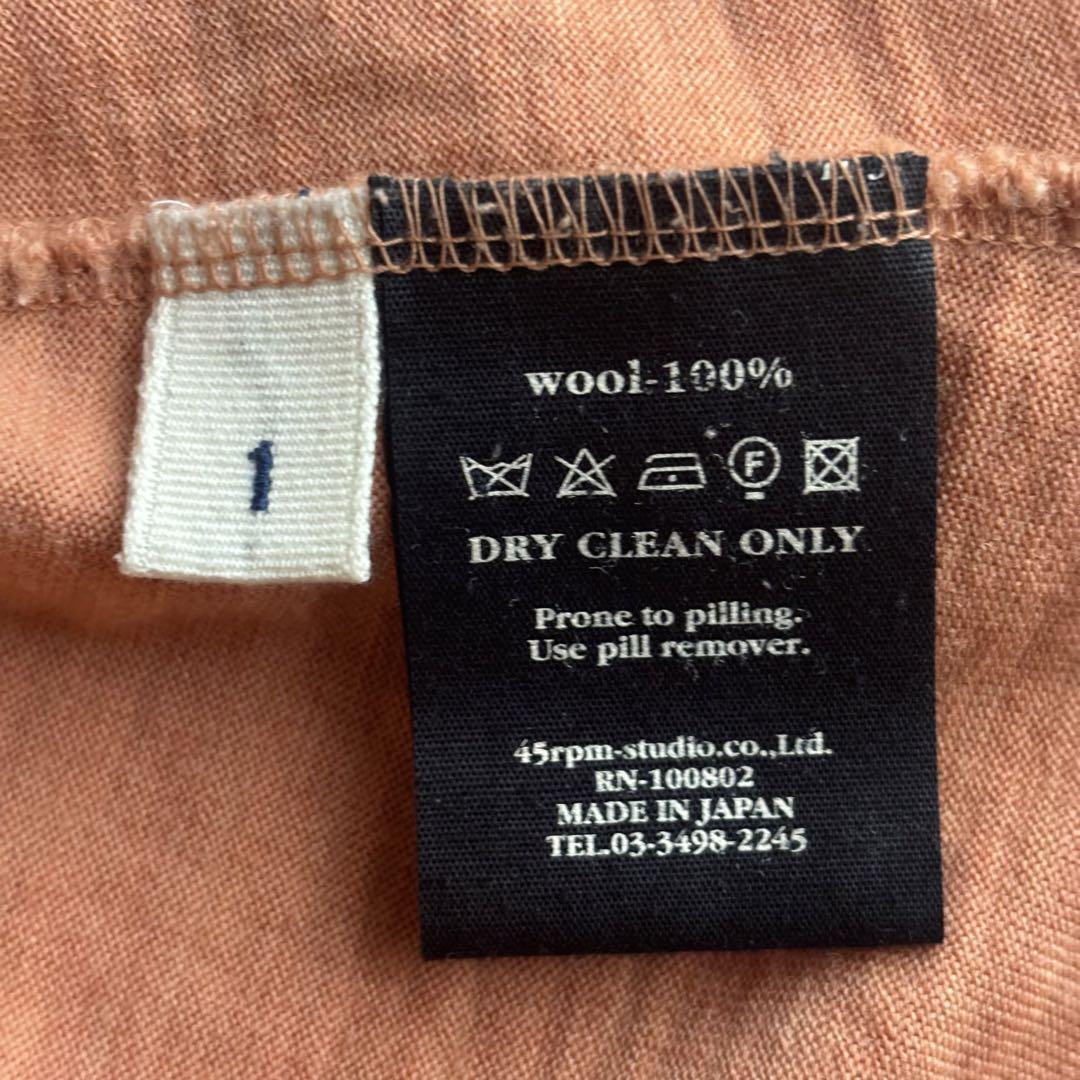 1
wool-100%
F
DRY CLEAN ONLY
Prone to pilling.
Use pill remover.
45rpm-studio.co.,Ltd.
RN-100802
MADE IN JAPAN
TEL.03-3498-2245